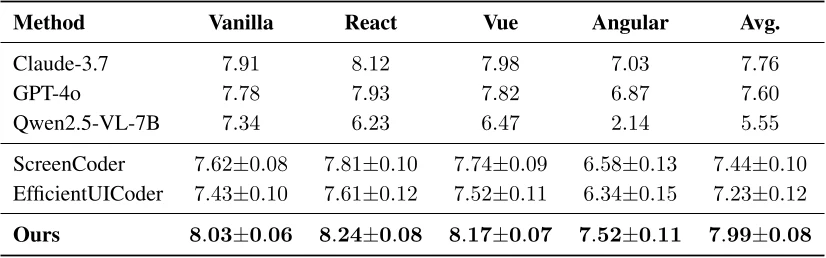 Method Vanilla React Vue Angular Avg.
Claude-3.7 7.91 8.12 7.98 7.03 7.76
GPT-4o 7.78 7.93 7.82 6.87 7.60
Qwen2.5-VL-7B 7.34 6.23 6.47 2.14 5.55
ScreenCoder 7.62±0.08 7.81±0.10 7.74±0.09 6.58±0.13 7.44±0.10
EfficientUICoder 7.43±0.10 7.61±0.12 7.52±0.11 6.34±0.15 7.23±0.12
Ours 8.03±0.06 8.24±0.08 8.17±0.07 7.52±0.11 7.99±0.08